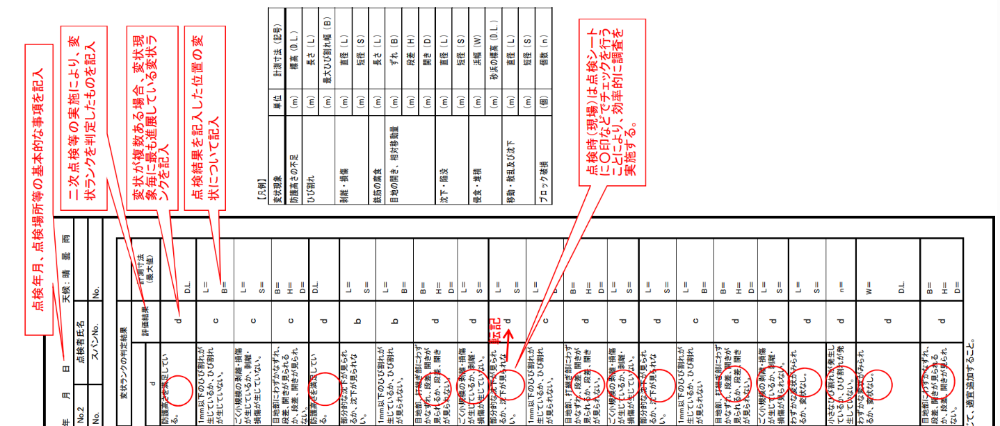 点検年月、点検場所等の基本的な事項を記入
二次点検等の実施により、変
状ランクを判定したものを記入
変状が複数ある場合、変状現
象毎に最も進展している変状ラ
ンクを記入
点検結果を記入した位置の変
状について記入
【凡例】
変状現象 単位 計測寸法（記号）
防護高さの不足 （m） 標高（D.L.）
ひび割れ （m） 長さ（L）
（m） 最大ひび割れ幅（B）
剥離・損傷 （m） 直径（L）
（m） 短径（S）
鉄筋の腐食 （m） 長さ（L）
目地の開き、相対移動量 （m） ずれ（B）
（m） 段差（H）
（m） 開き（D）
沈下・陥没 （m） 直径（L）
（m） 短径（S）
侵食・堆積 （m） 浜幅（W）
（m） 砂浜の標高（D.L.）
移動・散乱及び沈下 （m） 直径（L）
（m） 短径（S）
ブロック破損 （個） 個数（n）
点検時（現場）は点検シート
に〇印などでチェックを行う
ことにより、効率的に調査を
実施する。
年 月 日 天候：晴 曇 雨
No.2 点検者氏名
No. スパンNo. No.
変状ランクの判定結果
d 評価結果 計測寸法
（最大値）
防護高さを満足してい
る。
d D.L.
1mm以下のひび割れが
生じているか、ひび割れ
が生じていない。
c L=
B=
ごく小規模の剥離・損傷
が生じているか、剥離・
損傷が生じていない。
c L=
S=
目地部にわずかなずれ、
段差、開きが見られる
か、段差、開きが見られ
ない。
c B=
H=
D=
防護高さを満足してい
る。
d D.L.
部分的な沈下が見られ
るか、沈下が見られな
い。
b L=
S=
1mm以下のひび割れが
生じているか、ひび割れ
が見られない。
b L=
B=
目地部、打継ぎ部にわず
かなずれ、段差、開きが
見られるか、段差、開き
が見られない。
d B=
H=
D=
ごく小規模の剥離・損傷
が生じているか、剥離・
損傷が生じていない。
d L=
S=
部分的な沈下が見られ
るか、沈下が見られな
い。
転記
d L=
S=
1mm以下のひび割れが
生じているか、ひび割れ
が見られない。
c L=
目地部、打継ぎ部にわず
かなずれ、段差、開きが
見られるか、段差、開き
が見られない。
d B=
H=
D=
ごく小規模の剥離・損傷
が生じているか、剥離・
損傷が生じていない。
d L=
S=
部分的な沈下が見られ
るか、沈下が見られな
い。
d L=
S=
1mm以下のひび割れが
生じているか、ひび割れ
が見られない
c L=
B=
目地部、打継ぎ部にわず
かなずれ、段差、開きが
見られるか、段差、開き
が見られない。
d B=
H=
D=
ごく小規模の剥離・損傷
が生じているか、剥離・
損傷が見られない。
d L=
S=
わずかな変状がみられ
るか、変状なし。
d L=
S=
小さなひび割れが発生し
ているか、ひび割れが発
生していない。
d n=
わずかな変状がみられ
るか、変状なし。
d W=
D.L.
目地部にわずかなずれ、
段差、開きが見られる
か、段差、開きが見られ
ない。
d B=
H=
D=
て、適宜追加すること。